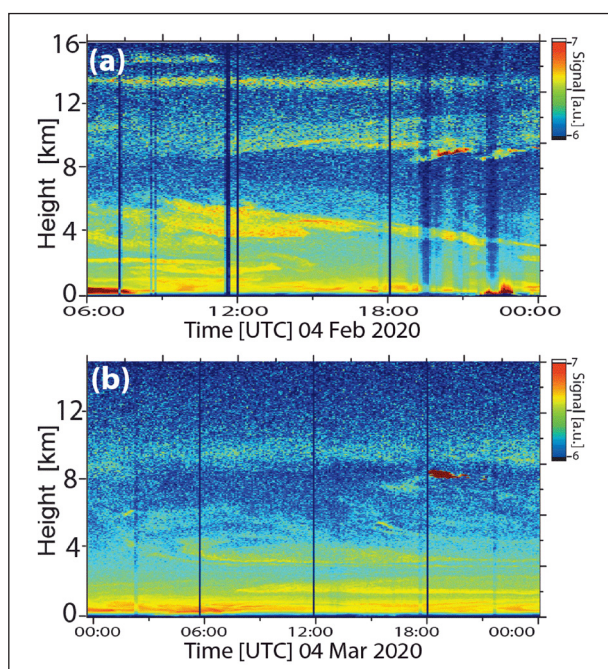 (a)
16
12
8
4
0
Height [km]
06:00 12:00 18:00 00:00
Time [UTC] 04 Feb 2020
7
Signal [a.u.]
-6
(b)
12
8
4
0
Height [km]
00:00 06:00 12:00 18:00 00:00
Time [UTC] 04 Mar 2020
7
Signal [a.u.]
-6